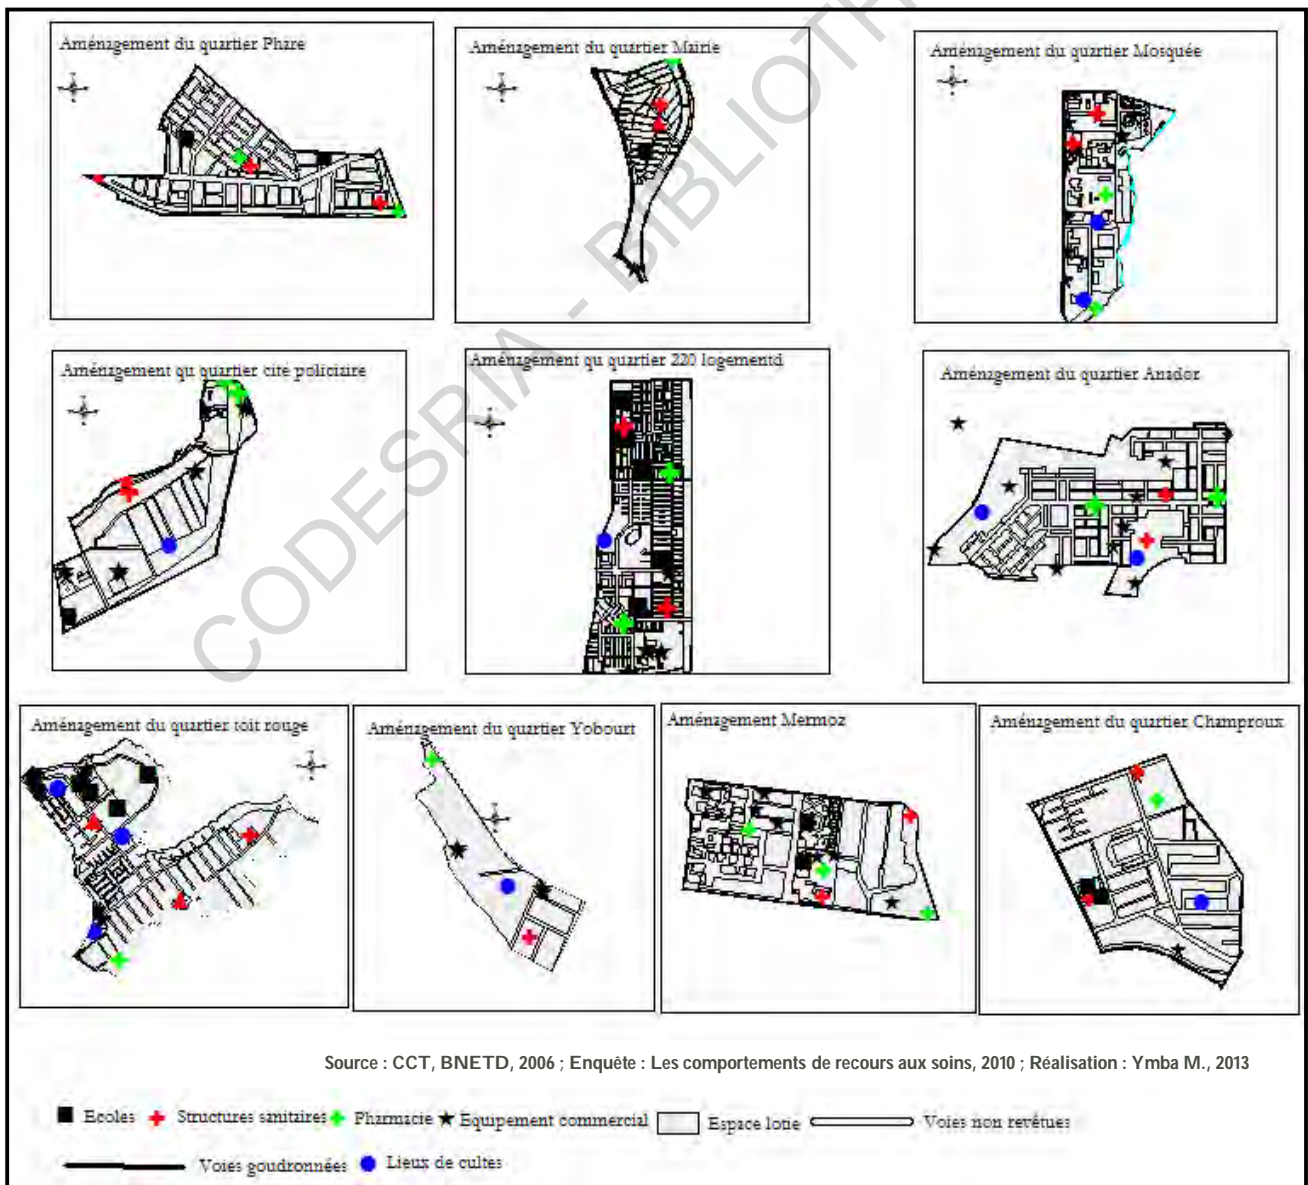 Aménagement du quartier Phare
Aménagement du quartier Mairie
Aménagement du quartier Mosquée
Aménagement qu quartier cité policiaire
Aménagement qu quartier 220 logementd
Aménagement du quartier Anador
Aménagement du quartier toit rouge
Aménagement du quartier Yobourt
Aménagement Mermoz
Aménagement du quartier Champroux
CODESRIA - BIBLIOTH
Source : CCT, BNETD, 2006 ; Enquête : Les comportements de recours aux soins, 2010 ; Réalisation : Ymba M., 2013
Ecoles Structures sanitaires Pharmacie Equipement commercial Espace lotie Voies non revêtues
Voies goudronnées Lieux de cultes